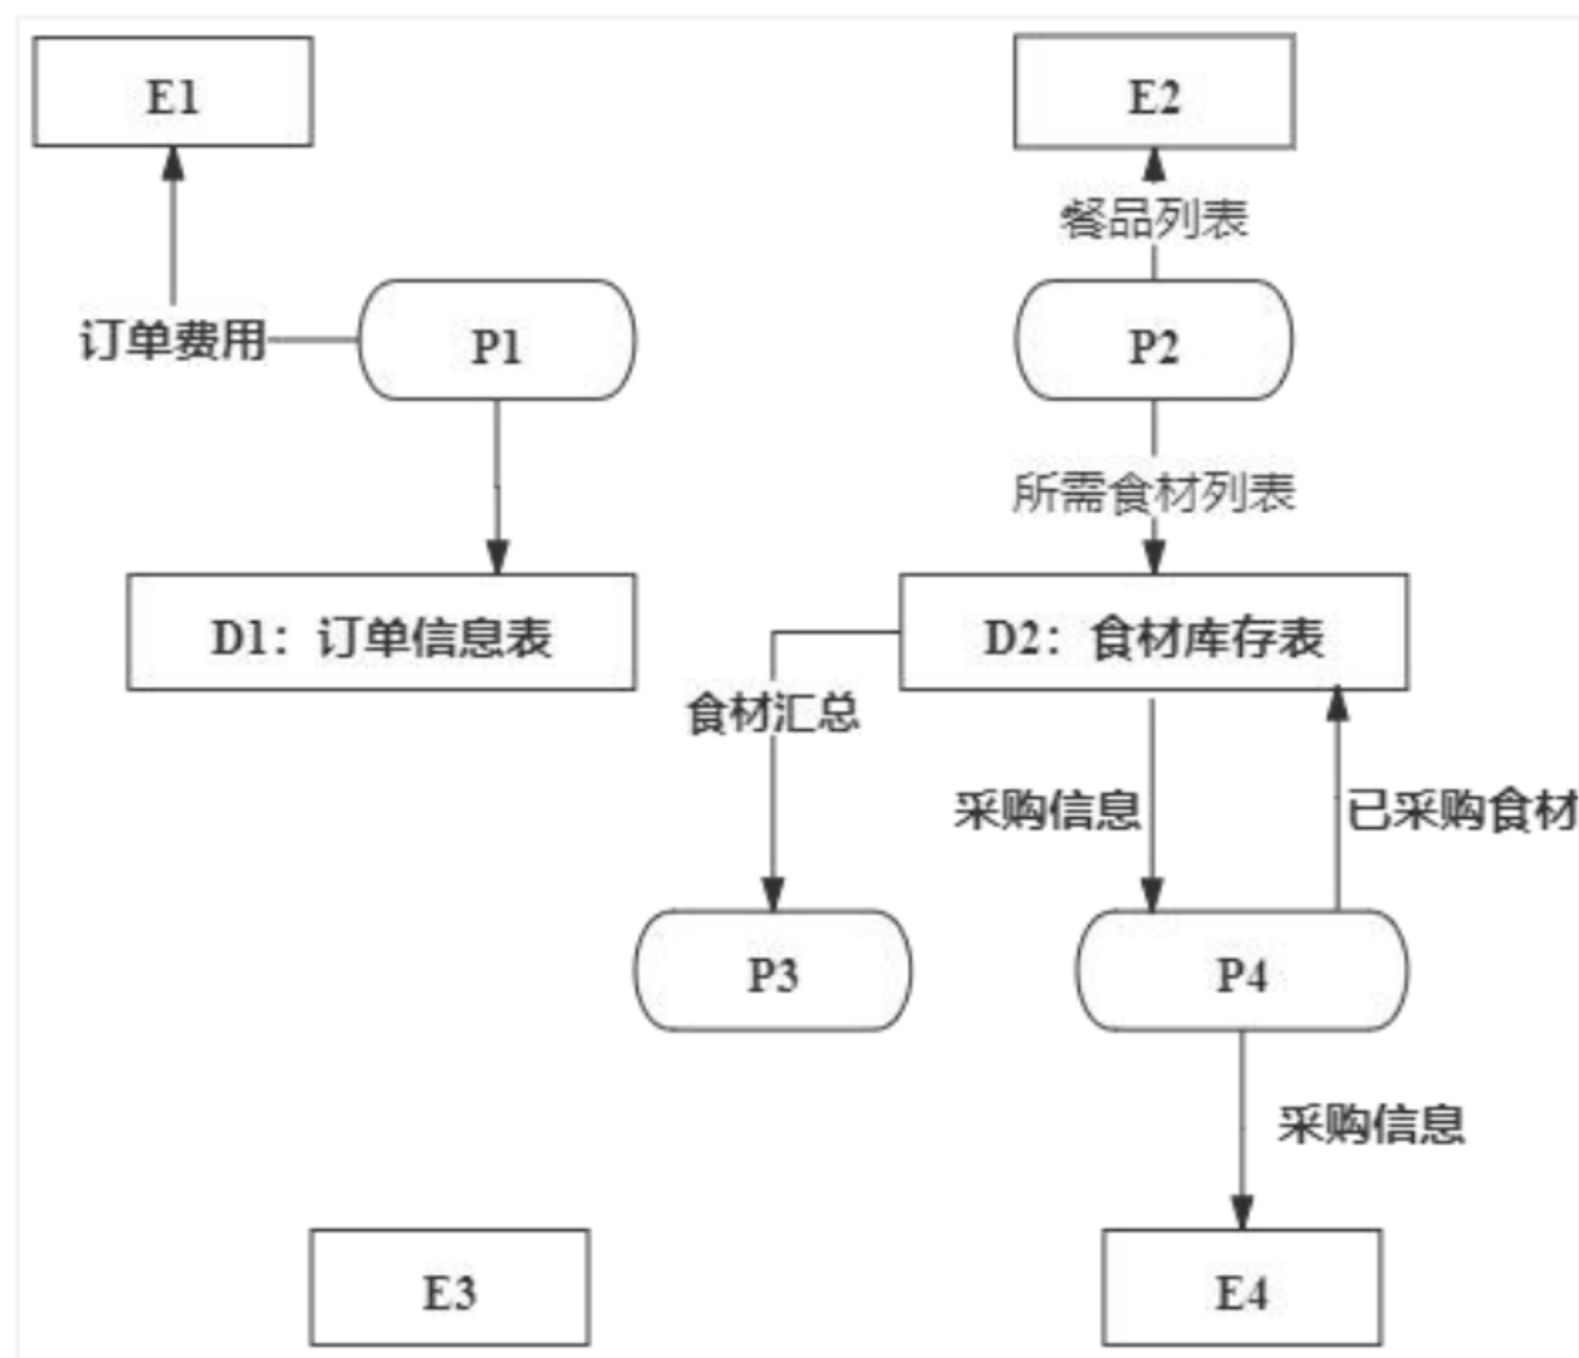 E1
E2
餐品列表
订单费用
P1
P2
所需食材列表
D1：订单信息表
D2：食材库存表
食材汇总
采购信息
已采购食材
P3
P4
采购信息
E3
E4